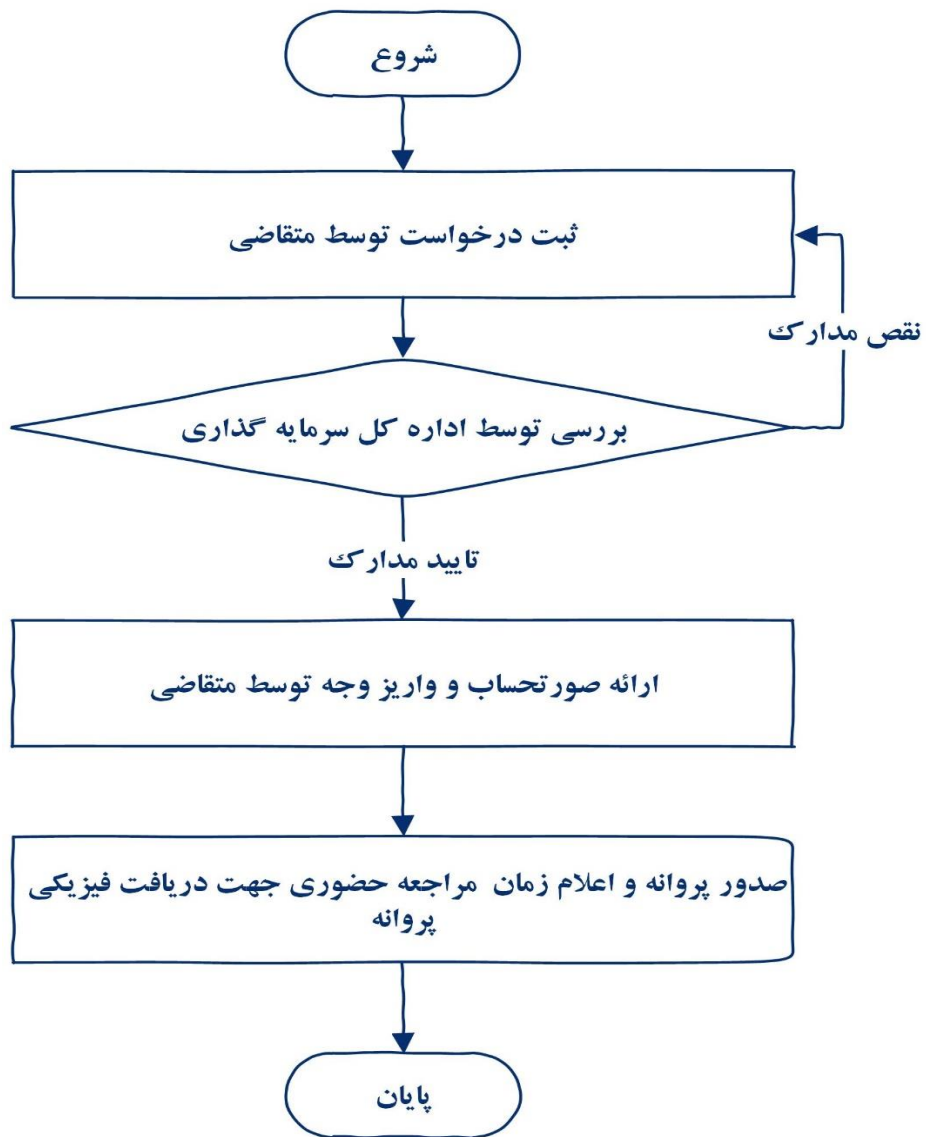 شروع
ثبت درخواست توسط متقاضی
نقص مدارک
بررسی توسط اداره کل سرمایه گذاری
تایید مدارک
ارائه صورتحساب و واریز وجه توسط متقاضی
صدور پروانه و اعلام زمان مراجعه حضوری جهت دریافت فیزیکی
پروانه
پایان